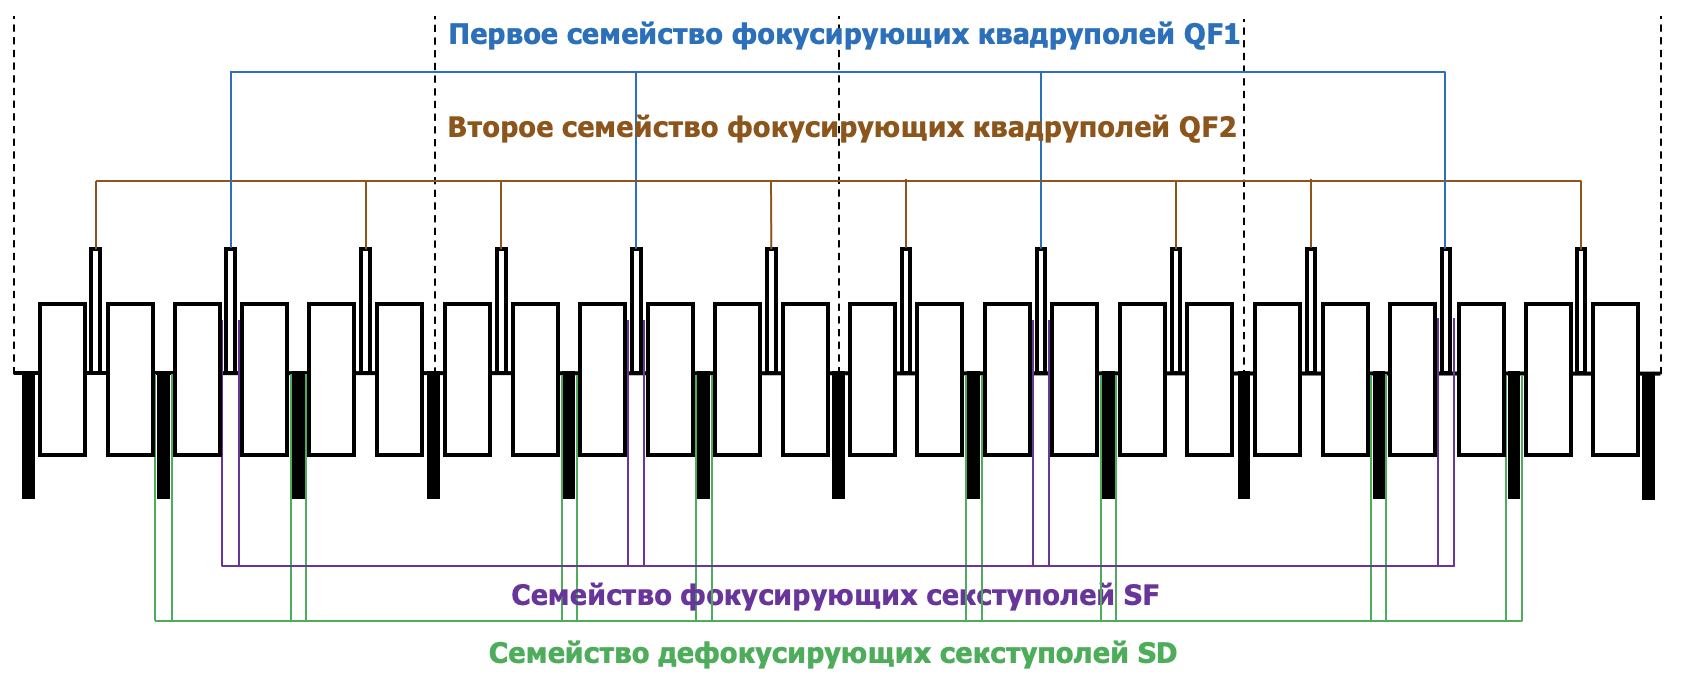 Первое семейство фокусирующих квадруполей QF1
Второе семейство фокусирующих квадруполей QF2
Семейство фокусирующих секступолей SF
Семейство дефокусирующих секступолей SD